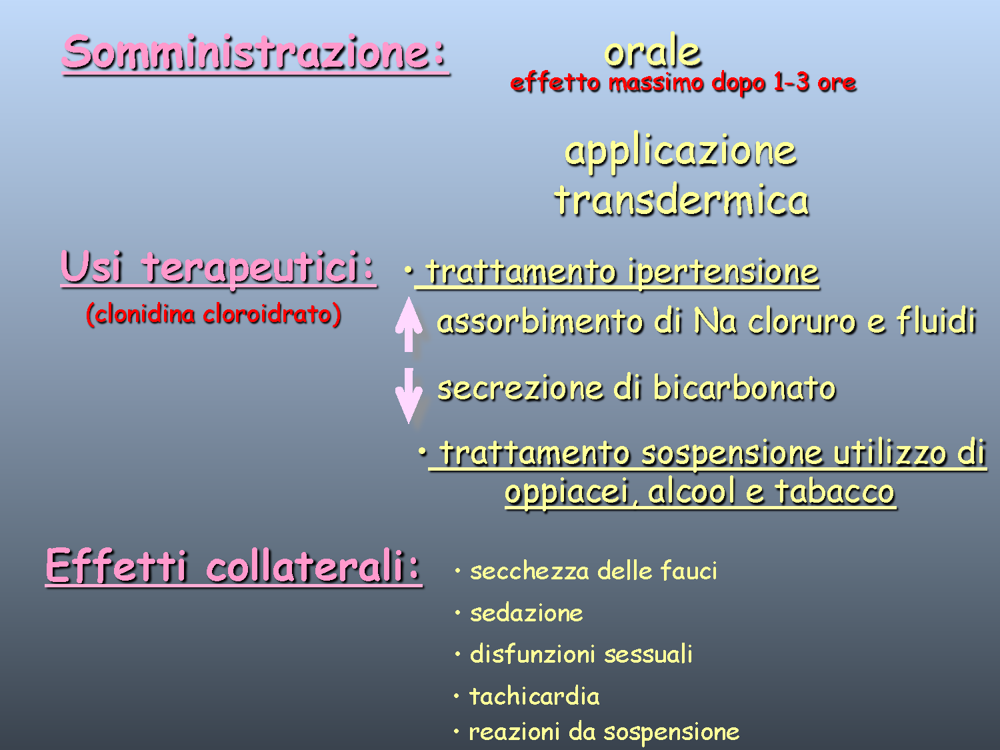 Somministrazione:
orale
effetto massimo dopo 1-3 ore
applicazione
transdermica
Usi terapeutici:
(clonidina cloroidrato)
• trattamento ipertensione
assorbimento di Na cloruro e fluidi
secrezione di bicarbonato
• trattamento sospensione utilizzo di
oppiacei, alcool e tabacco
Effetti collaterali:
• secchezza delle fauci
• sedazione
• disfunzioni sessuali
• tachicardia
• reazioni da sospensione